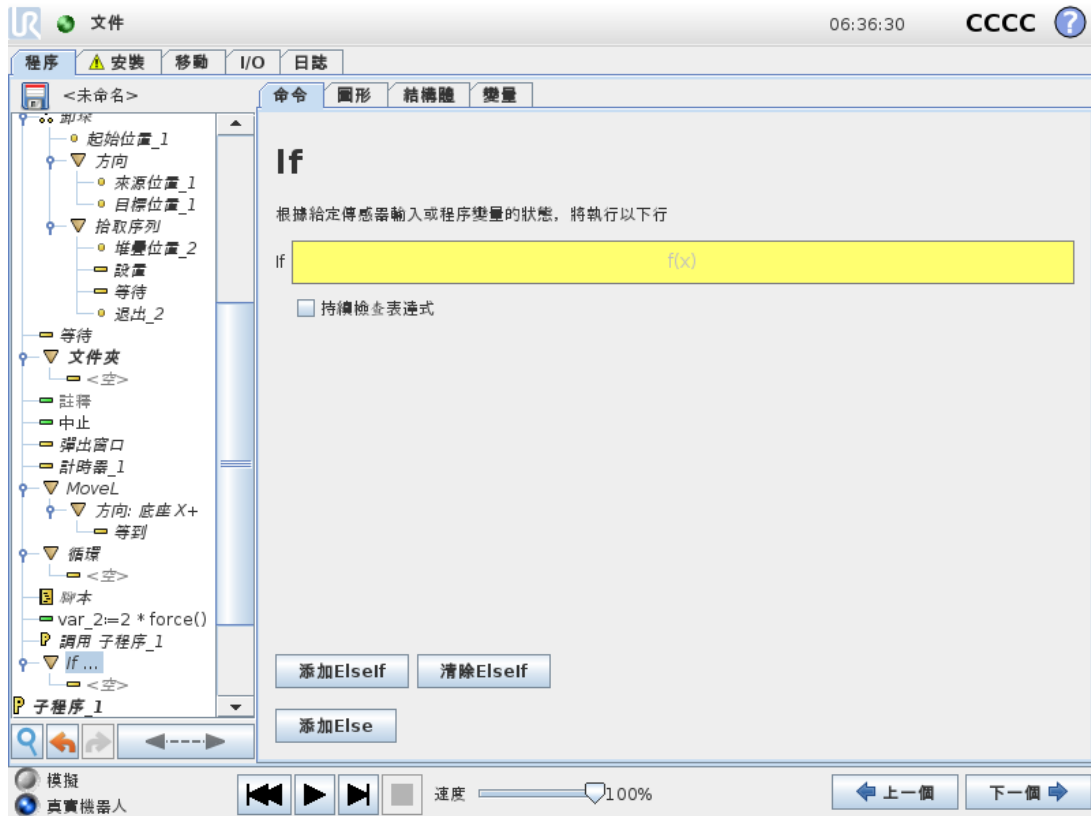 UR 文件 06:36:30 CCCC ?
程序 安裝 移動 I/O 日誌
<未命名> 命令 圖形 結構體 變量
卸垛
起始位置_1
方向
來源位置_1
目標位置_1
拾取序列
堆疊位置_2
設置
等待
退出_2
等待
文件夾
<空>
註釋
中止
彈出窗口
計時器_1
MoveL
方向: 底座 X+
等到
循環
<空>
腳本
var_2:=2 * force()
調用 子程序_1
If ...
<空>
子程序_1
If
根據給定傳感器輸入或程序變量的狀態，將執行以下行
If f(x)
持續檢查表達式
添加ElseIf 清除ElseIf
添加Else
模擬
真實機器人
速度 100%
上一個 下一個